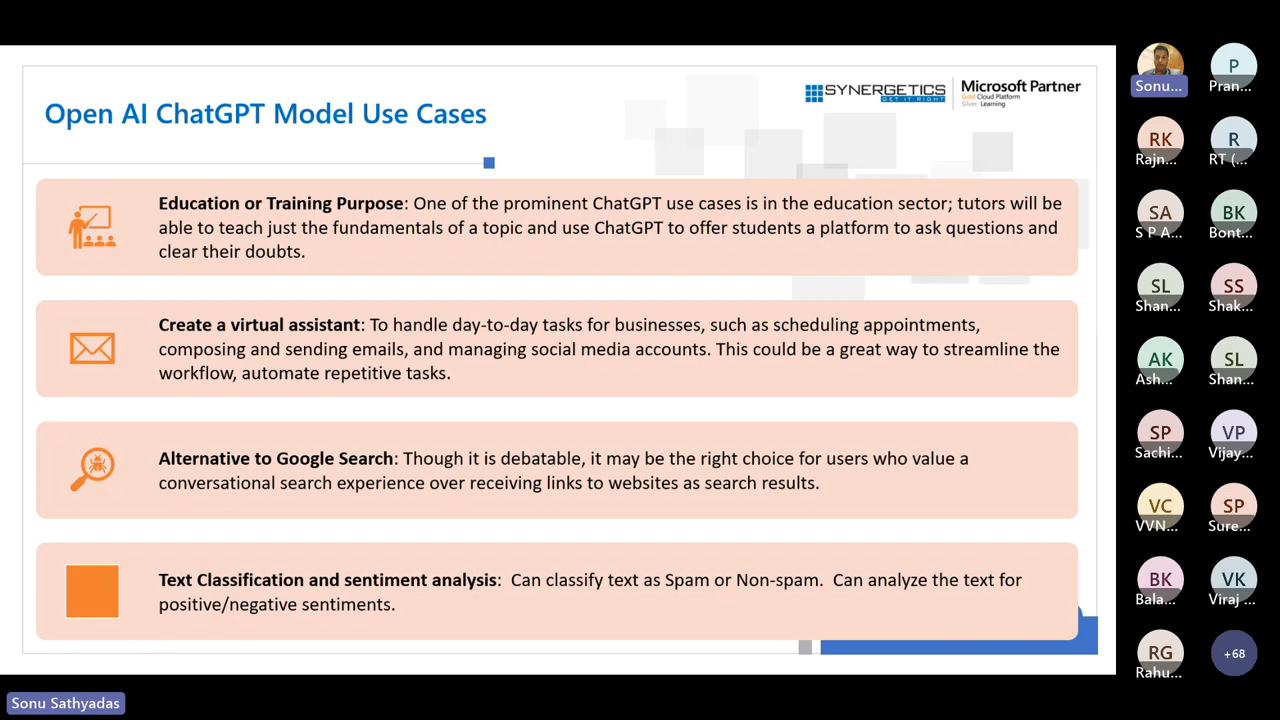 Open AI ChatGPT Model Use Cases
SYNERGETICS
GET IT RIGHT
Microsoft Partner
Gold Cloud Platform
Silver Learning
Education or Training Purpose: One of the prominent ChatGPT use cases is in the education sector; tutors will be
able to teach just the fundamentals of a topic and use ChatGPT to offer students a platform to ask questions and
clear their doubts.
Create a virtual assistant: To handle day-to-day tasks for businesses, such as scheduling appointments,
composing and sending emails, and managing social media accounts. This could be a great way to streamline the
workflow, automate repetitive tasks.
Alternative to Google Search: Though it is debatable, it may be the right choice for users who value a
conversational search experience over receiving links to websites as search results.
Text Classification and sentiment analysis: Can classify text as Spam or Non-spam. Can analyze the text for
positive/negative sentiments.
Sonu...
P
Pran...
RK
Rajn...
R
RT (...
SA
S P A...
BK
Bont...
SL
Shan...
SS
Shak...
AK
Ash...
SL
Shan...
SP
Sachi...
VP
Vijay...
VC
VVN...
SP
Sure...
BK
Bala...
VK
Viraj ...
RG
Rahu...
+68
Sonu Sathyadas